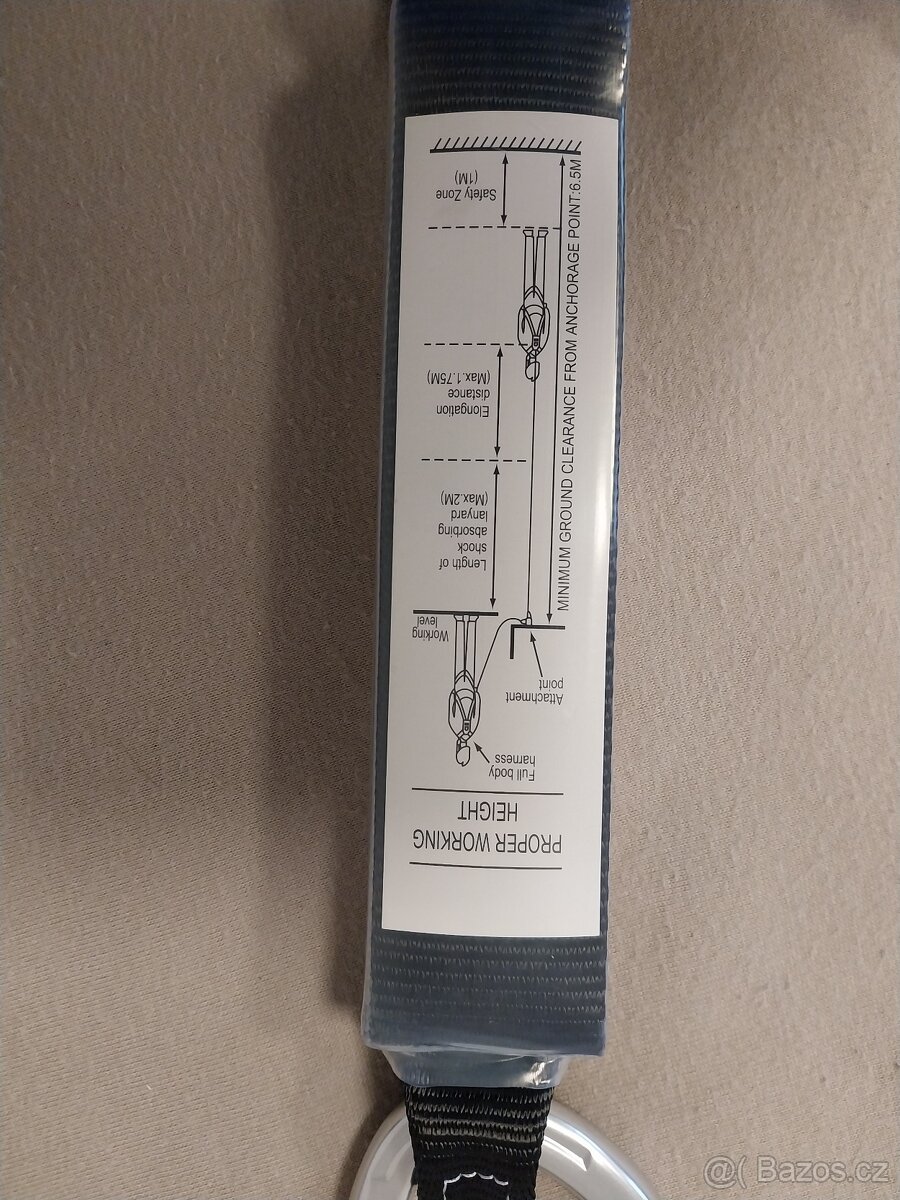 PROPER WORKING
HEIGHT
Full body
harness
Attachment
point
Working
level
Length of
shock
absorbing
lanyard
(Max.2M)
Elongation
distance
(Max.1.75M)
Safety Zone
(1M)
MINIMUM GROUND CLEARANCE FROM ANCHORAGE POINT:6.5M
@( Bazos.cz